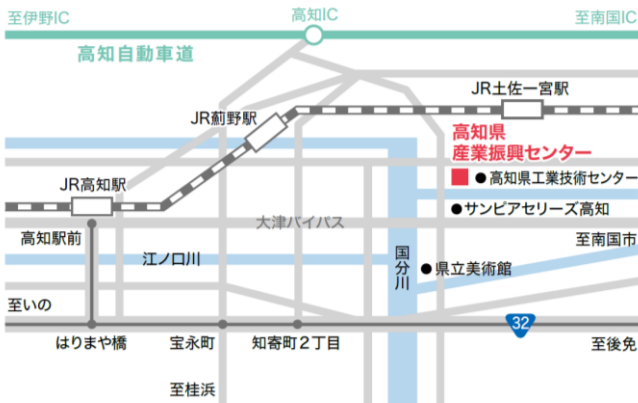 至伊野IC
高知IC
至南国IC
高知自動車道
JR土佐一宮駅
JR薊野駅
高知県
産業振興センター
JR高知駅
●高知県工業技術センター
●サンピアセリーズ高知
大津バイパス
高知駅前
至南国市
江ノ口川
国分川
●県立美術館
至いの
32
はりまや橋
宝永町
知寄町2丁目
至後免
至桂浜